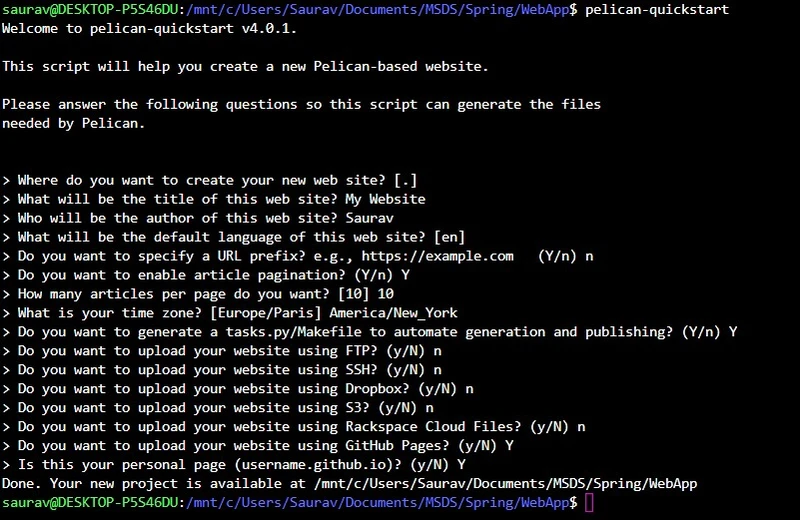 saurav@DESKTOP-P5S46DU:/mnt/c/Users/Saurav/Documents/MSDS/Spring/WebApp$ pelican-quickstart
Welcome to pelican-quickstart v4.0.1.
This script will help you create a new Pelican-based website.
Please answer the following questions so this script can generate the files
needed by Pelican.
> Where do you want to create your new web site? [.]
> What will be the title of this web site? My Website
> Who will be the author of this web site? Saurav
> What will be the default language of this web site? [en]
> Do you want to specify a URL prefix? e.g., https://example.com   (Y/n) n
> Do you want to enable article pagination? (Y/n) Y
> How many articles per page do you want? [10] 10
> What is your time zone? [Europe/Paris] America/New_York
> Do you want to generate a tasks.py/Makefile to automate generation and publishing? (Y/n) Y
> Do you want to upload your website using FTP? (y/N) n
> Do you want to upload your website using SSH? (y/N) n
> Do you want to upload your website using Dropbox? (y/N) n
> Do you want to upload your website using S3? (y/N) n
> Do you want to upload your website using Rackspace Cloud Files? (y/N) n
> Do you want to upload your website using GitHub Pages? (y/N) Y
> Is this your personal page (username.github.io)? (y/N) Y
Done. Your new project is available at /mnt/c/Users/Saurav/Documents/MSDS/Spring/WebApp
saurav@DESKTOP-P5S46DU:/mnt/c/Users/Saurav/Documents/MSDS/Spring/WebApp$